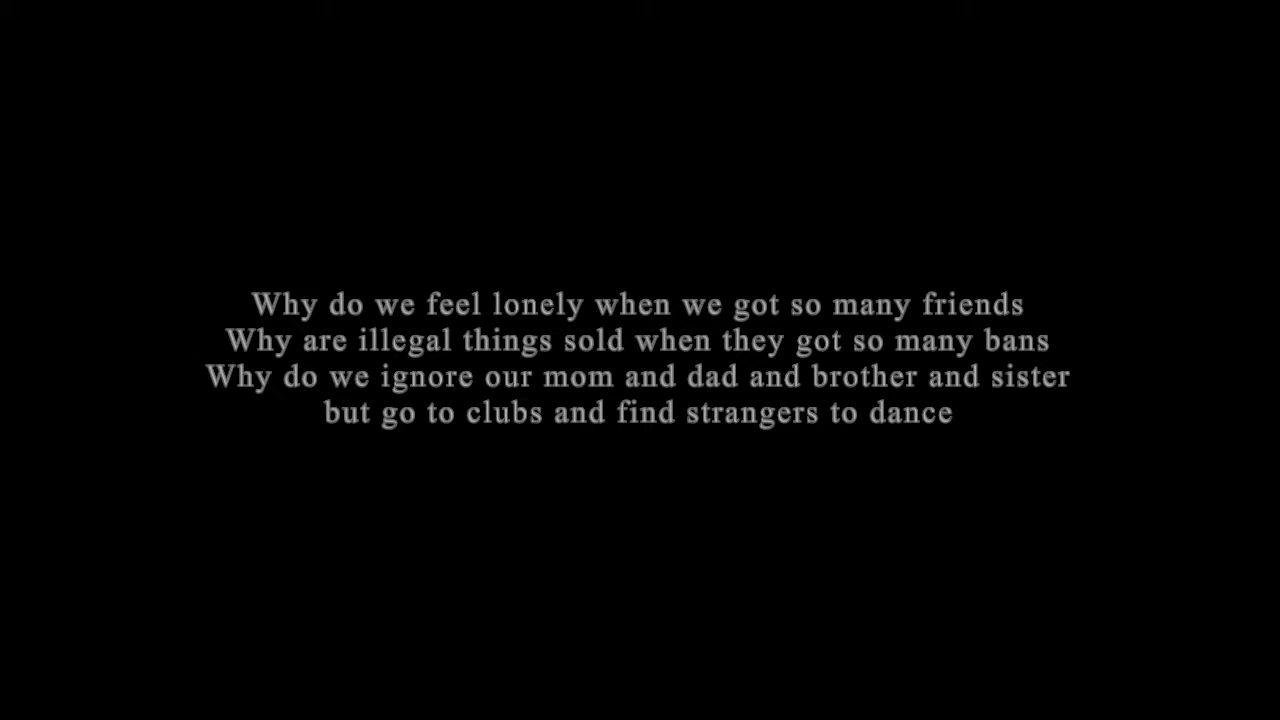 Why do we feel lonely when we got so many friends
Why are illegal things sold when they got so many bans
Why do we ignore our mom and dad and brother and sister
but go to clubs and find strangers to dance